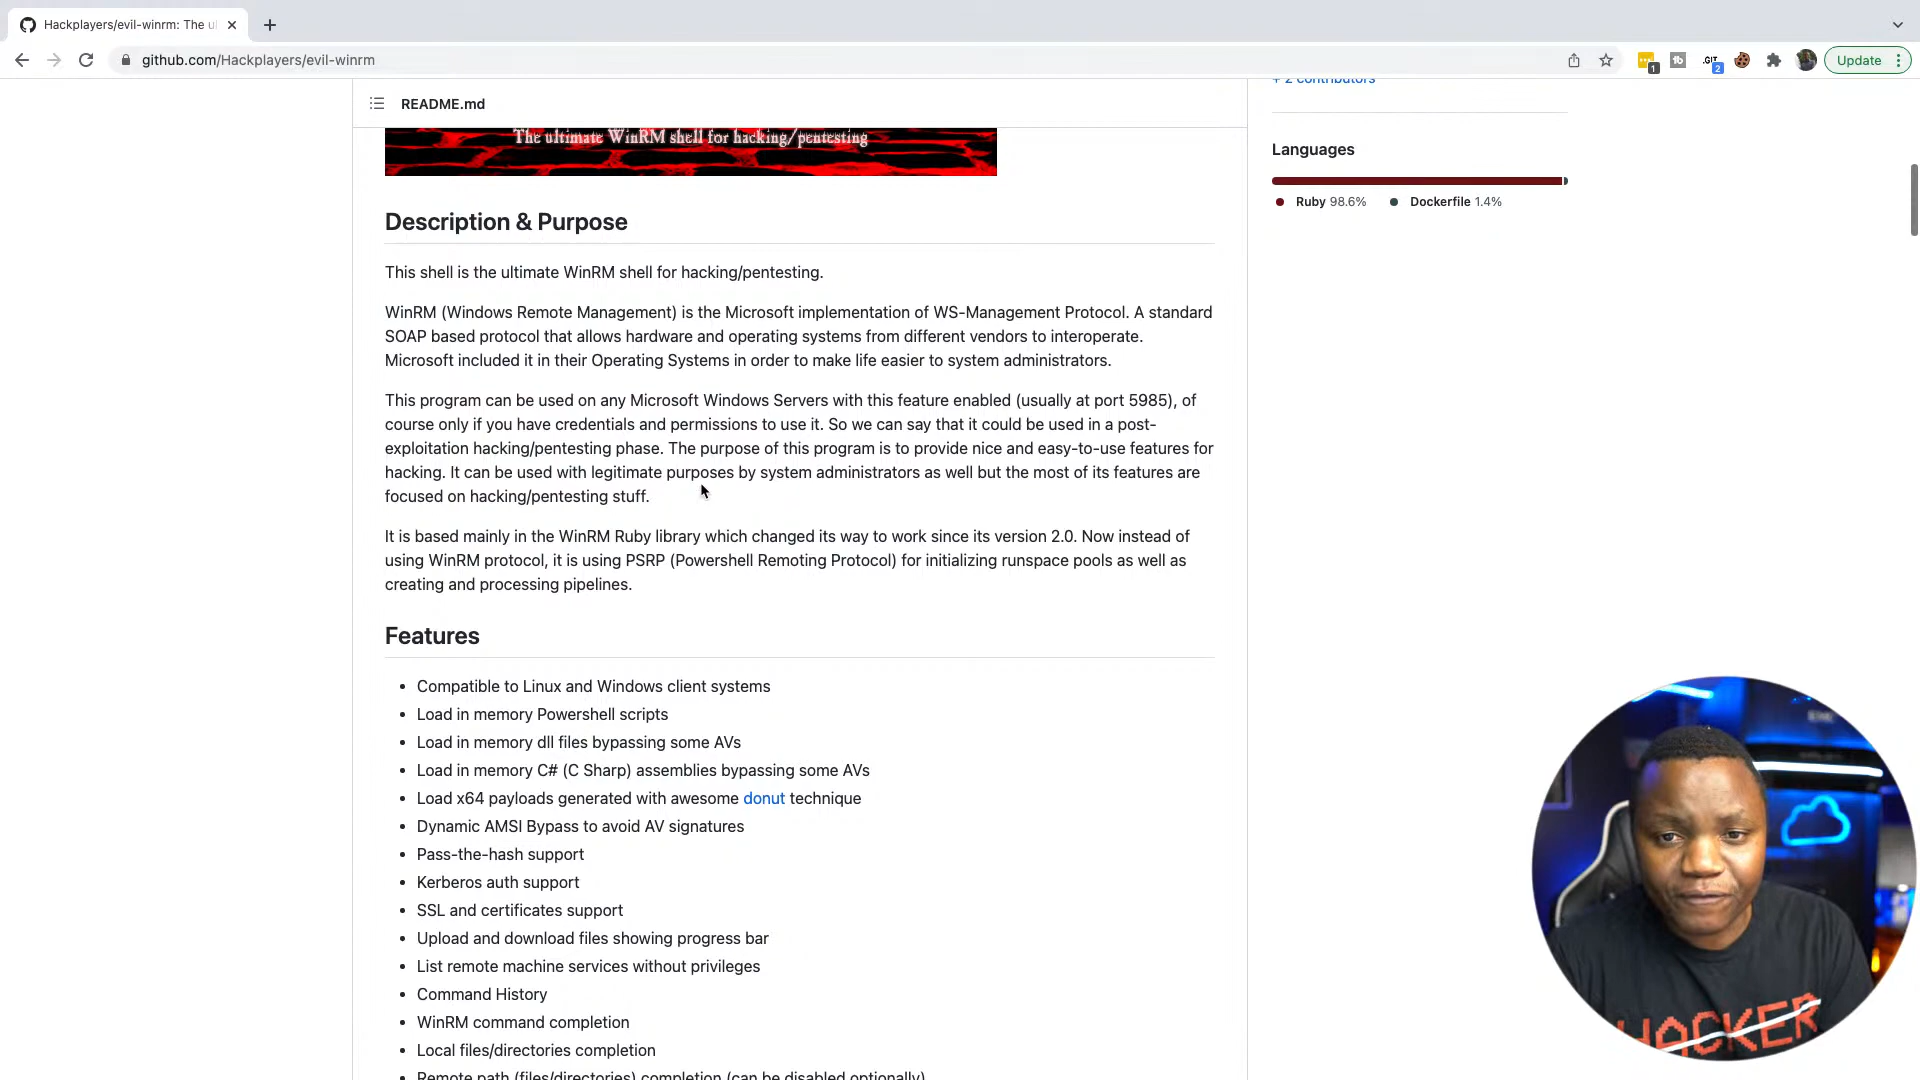 Hackplayers/evil-winrm: The u
github.com/Hackplayers/evil-winrm
1
2
Update
+ 2 contributors
README.md
The ultimate WinRM shell for hacking/pentesting
Languages
Ruby 98.6% Dockerfile 1.4%
Description & Purpose
This shell is the ultimate WinRM shell for hacking/pentesting.
WinRM (Windows Remote Management) is the Microsoft implementation of WS-Management Protocol. A standard
SOAP based protocol that allows hardware and operating systems from different vendors to interoperate.
Microsoft included it in their Operating Systems in order to make life easier to system administrators.
This program can be used on any Microsoft Windows Servers with this feature enabled (usually at port 5985), of
course only if you have credentials and permissions to use it. So we can say that it could be used in a post-
exploitation hacking/pentesting phase. The purpose of this program is to provide nice and easy-to-use features for
hacking. It can be used with legitimate purposes by system administrators as well but the most of its features are
focused on hacking/pentesting stuff.
It is based mainly in the WinRM Ruby library which changed its way to work since its version 2.0. Now instead of
using WinRM protocol, it is using PSRP (Powershell Remoting Protocol) for initializing runspace pools as well as
creating and processing pipelines.
Features
Compatible to Linux and Windows client systems
Load in memory Powershell scripts
Load in memory dll files bypassing some AVs
Load in memory C# (C Sharp) assemblies bypassing some AVs
Load x64 payloads generated with awesome donut technique
Dynamic AMSI Bypass to avoid AV signatures
Pass-the-hash support
Kerberos auth support
SSL and certificates support
Upload and download files showing progress bar
List remote machine services without privileges
Command History
WinRM command completion
Local files/directories completion
Remote path (files/directories) completion (can be disabled optionally)
HACKER